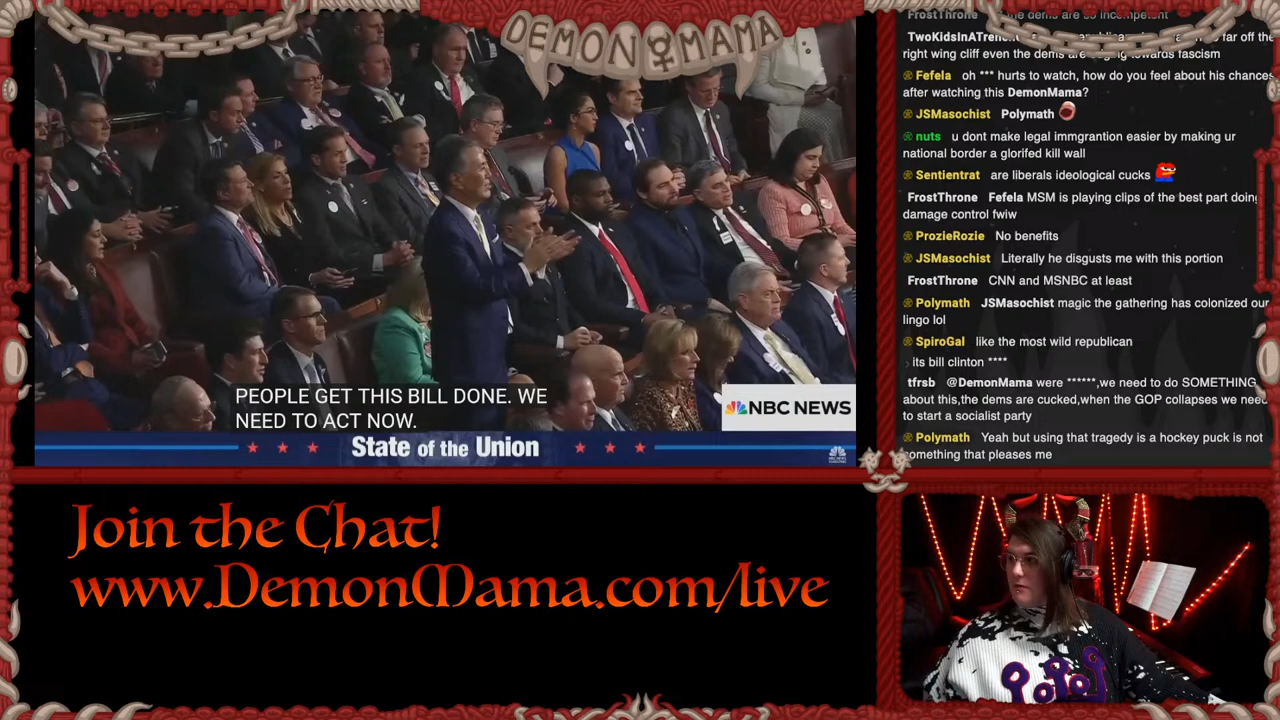 DEMON MAMA
FrostThrone the dems are so incompetent
right wing cliff even the dems are towards fascism
Fefela oh *** hurts to watch, how do you feel about his chances
after watching this DemonMama?
JSMasochist Polymath
nuts u dont make legal immgrantion easier by making ur
national border a glorifed kill wall
Sentientrat are liberals ideological cucks
FrostThrone Fefela MSM is playing clips of the best part doing
damage control fwiw
ProzieRozie No benefits
JSMasochist Literally he disgusts me with this portion
FrostThrone CNN and MSNBC at least
Polymath JSMasochist magic the gathering has colonized our
lingo lol
SpiroGal like the most wild republican
its bill clinton ****
tfrsb @DemonMama were ******,we need to do SOMETHING
about this,the dems are cucked,when the GOP collapses we need
to start a socialist party
Polymath Yeah but using that tragedy is a hockey puck is not
something that pleases me
PEOPLE GET THIS BILL DONE. WE
NEED TO ACT NOW.
NBC NEWS
State of the Union
Join the Chat!
www.DemonMama.com/live